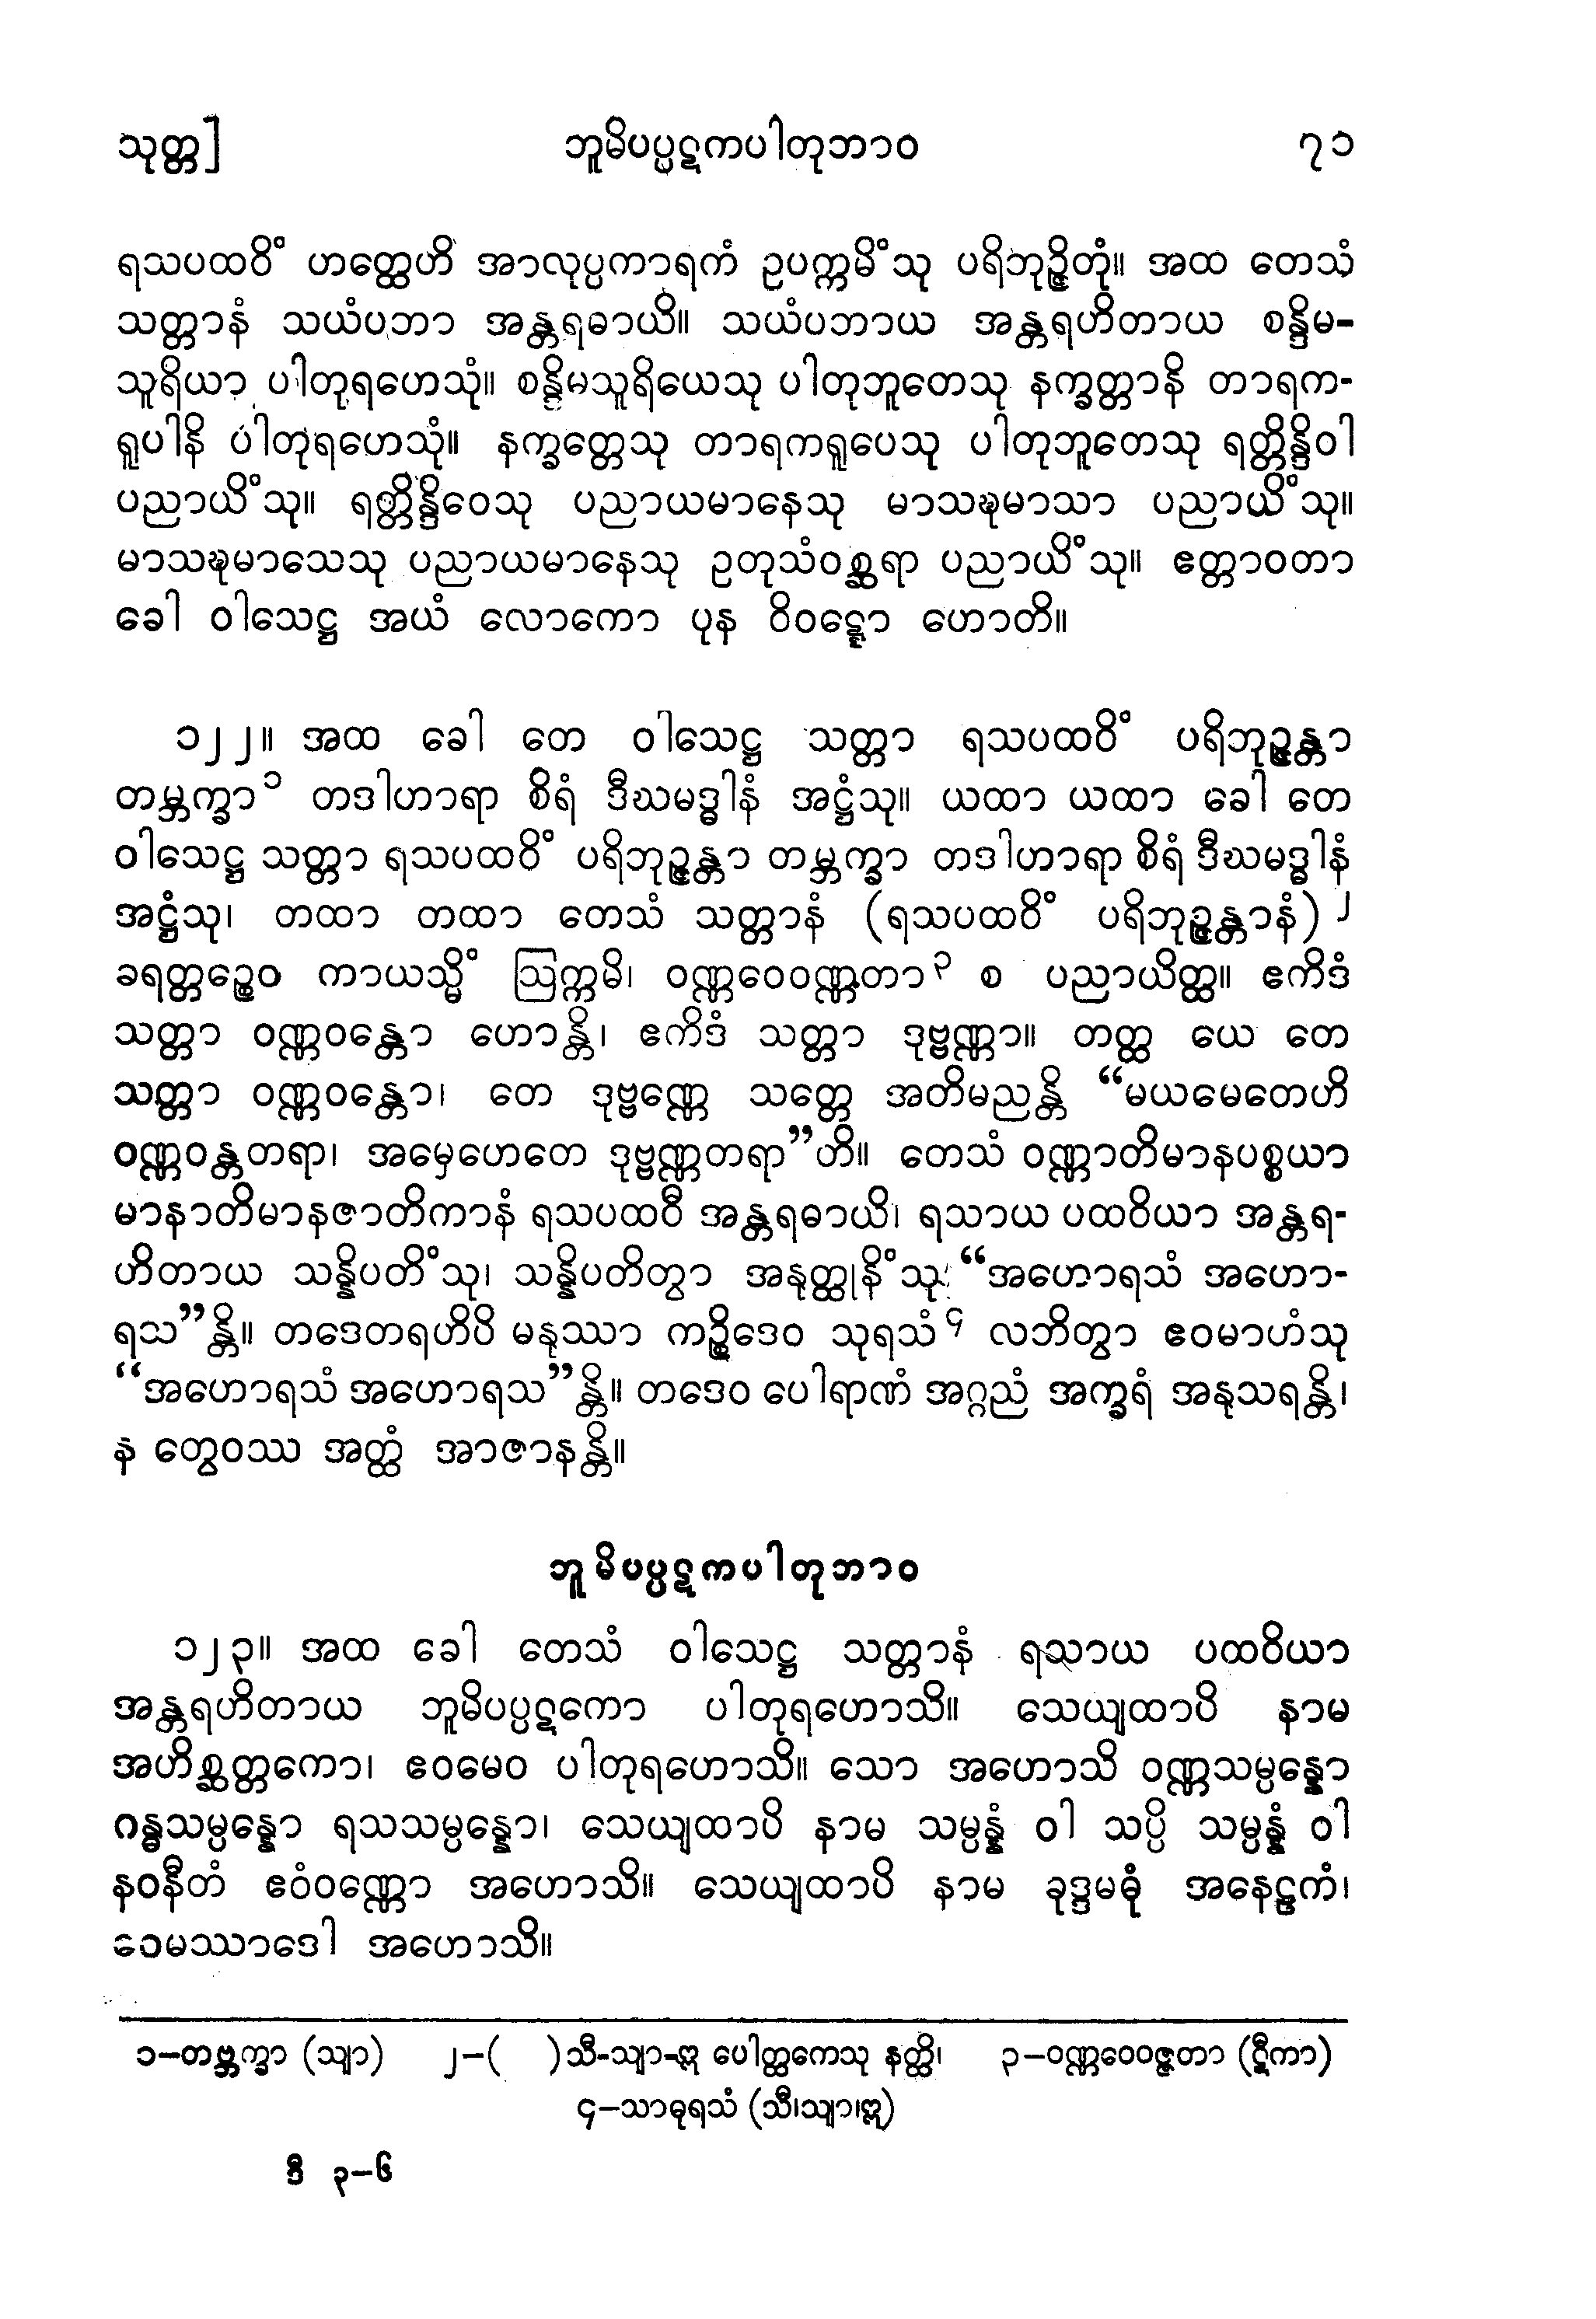 သုတ္တ] ဘူမိပပ္ပဋကပါတုဘာဝ ၇၁
ရသပထဝိံ ဟတ္ထေဟိ အာလုပ္ပကာရကံ ဥပက္ကမိံသု ပရိဘုဉ္ဇိတုံ။ အထ တေသံ
သတ္တာနံ သယံပဘာ အန္တရဓာယိ။ သယံပဘာယ အန္တရဟိတာယ စန္ဒိမ-
သူရိယာ ပါတုရဟေသုံ။ စန္ဒိမသူရိယေသု ပါတုဘူတေသု နက္ခတ္တာနိ တာရက-
ရူပါနိ ပါတုရဟေသုံ။ နက္ခတ္တေသု တာရကရူပေသု ပါတုဘူတေသု ရတ္တိန္ဒိဝါ
ပညာယိံသု။ ရတ္တိန္ဒိဝေသု ပညာယမာနေသု မာသဍ္ဎမာသာ ပညာယိံသု။
မာသဍ္ဎမာသေသု ပညာယမာနေသု ဥတုသံဝစ္ဆရာ ပညာယိံသု။ ဧတ္တာဝတာ
ခေါ ဝါသေဋ္ဌ အယံ လောကော ပုန ဝိဝဋ္ဋော ဟောတိ။
၁၂၂။ အထ ခေါ တေ ဝါသေဋ္ဌ သတ္တာ ရသပထဝိံ ပရိဘုဉ္ဇန္တာ
တမ္ဘက္ခာ၁ တဒါဟာရာ စိရံ ဒီဃမဒ္ဓါနံ အဋ္ဌံသု။ ယထာ ယထာ ခေါ တေ
ဝါသေဋ္ဌ သတ္တာ ရသပထဝိံ ပရိဘုဉ္ဇန္တာ တမ္ဘက္ခာ တဒါဟာရာ စိရံ ဒီဃမဒ္ဓါနံ
အဋ္ဌံသု၊ တထာ တထာ တေသံ သတ္တာနံ (ရသပထဝိံ ပရိဘုဉ္ဇန္တာနံ)၂
ခရတ္တဉ္စေဝ ကာယသ္မိံ ဩက္ကမိ၊ ဝဏ္ဏဝေဝဏ္ဏတာ၃ စ ပညာယိတ္ထ။ ဧကိဒံ
သတ္တာ ဝဏ္ဏဝန္တော ဟောန္တိ၊ ဧကိဒံ သတ္တာ ဒုဗ္ဗဏ္ဏာ။ တတ္ထ ယေ တေ
သတ္တာ ဝဏ္ဏဝန္တော၊ တေ ဒုဗ္ဗဏ္ဏေ သတ္တေ အတိမညန္တိ “မယမေတေဟိ
ဝဏ္ဏဝန္တတရာ၊ အမှေဟေတေ ဒုဗ္ဗဏ္ဏတရာ”ဟိ။ တေသံ ဝဏ္ဏာတိမာနပစ္စယာ
မာနာတိမာနဇာတိကာနံ ရသပထဝီ အန္တရဓာယိ၊ ရသာယ ပထဝိယာ အန္တရ-
ဟိတာယ သန္နိပတိံသု၊ သန္နိပတိတွာ အနုတ္ထုနိံသု “အဟောရသံ အဟော-
ရသ”န္တိ။ တဒေတရဟိပိ မနုဿာ ကဉ္စိဒေဝ သုရသံ၄ လဘိတွာ ဧဝမာဟံသု
“အဟောရသံ အဟောရသ”န္တိ။ တဒေဝ ပေါရာဏံ အဂ္ဂညံ အက္ခရံ အနုသရန္တိ၊
န တွေဝဿ အတ္ထံ အာဇာနန္တိ။
ဘူမိပပ္ပဋကပါတုဘာဝ
၁၂၃။ အထ ခေါ တေသံ ဝါသေဋ္ဌ သတ္တာနံ ရသာယ ပထဝိယာ
အန္တရဟိတာယ ဘူမိပပ္ပဋကော ပါတုရဟောသိ။ သေယျထာပိ နာမ
အဟိစ္ဆတ္တကော၊ ဧဝမေဝ ပါတုရဟောသိ။ သော အဟောသိ ဝဏ္ဏသမ္ပန္နော
ဂန္ဓသမ္ပန္နော ရသသမ္ပန္နော၊ သေယျထာပိ နာမ သမ္ပန္နံ ဝါ သပ္ပိ သမ္ပန္နံ ဝါ
နဝနီတံ ဧဝံဝဏ္ဏော အဟောသိ။ သေယျထာပိ နာမ ခုဒ္ဒမဓုံ အနေဠကံ၊
ဧဝမဿာဒေါ အဟောသိ။
၁–တဗ္ဘက္ခာ (သျာ) ၂–( ) သီ-သျာ-ဣ ပေါတ္ထကေသု နတ္ထိ၊ ၃–ဝဏ္ဏဝေဝဇ္ဇတာ (ဋီကာ)
၄–သာဓုရသံ (သီ၊သျာ၊ဣ)
ဒီ ၃–၆